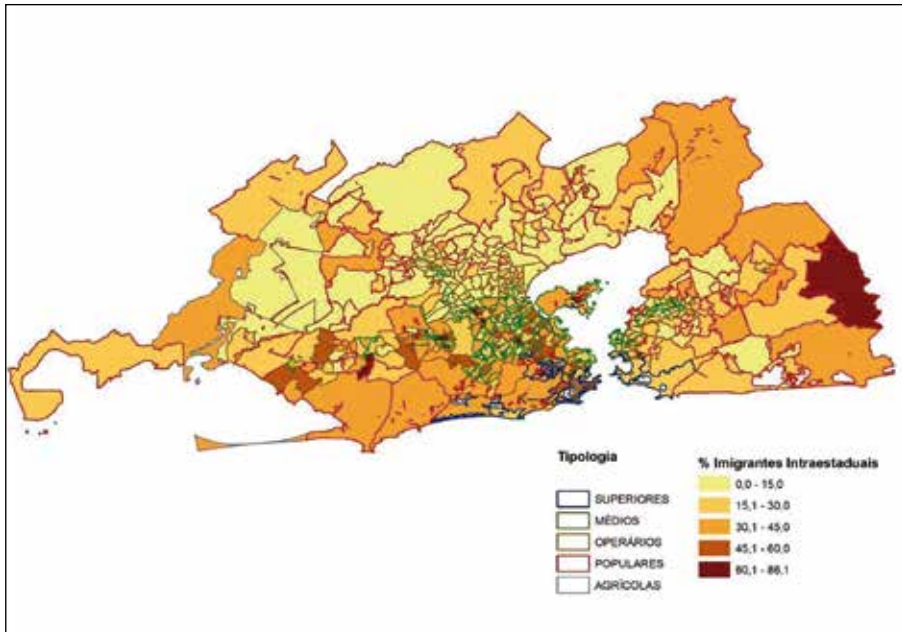 Tipologia
SUPERIORES
MÉDIOS
OPERÁRIOS
POPULARES
AGRÍCOLAS
% Imigrantes Intraestaduais
0,0 - 15,0
15,1 - 30,0
30,1 - 45,0
45,1 - 60,0
60,1 - 86,1